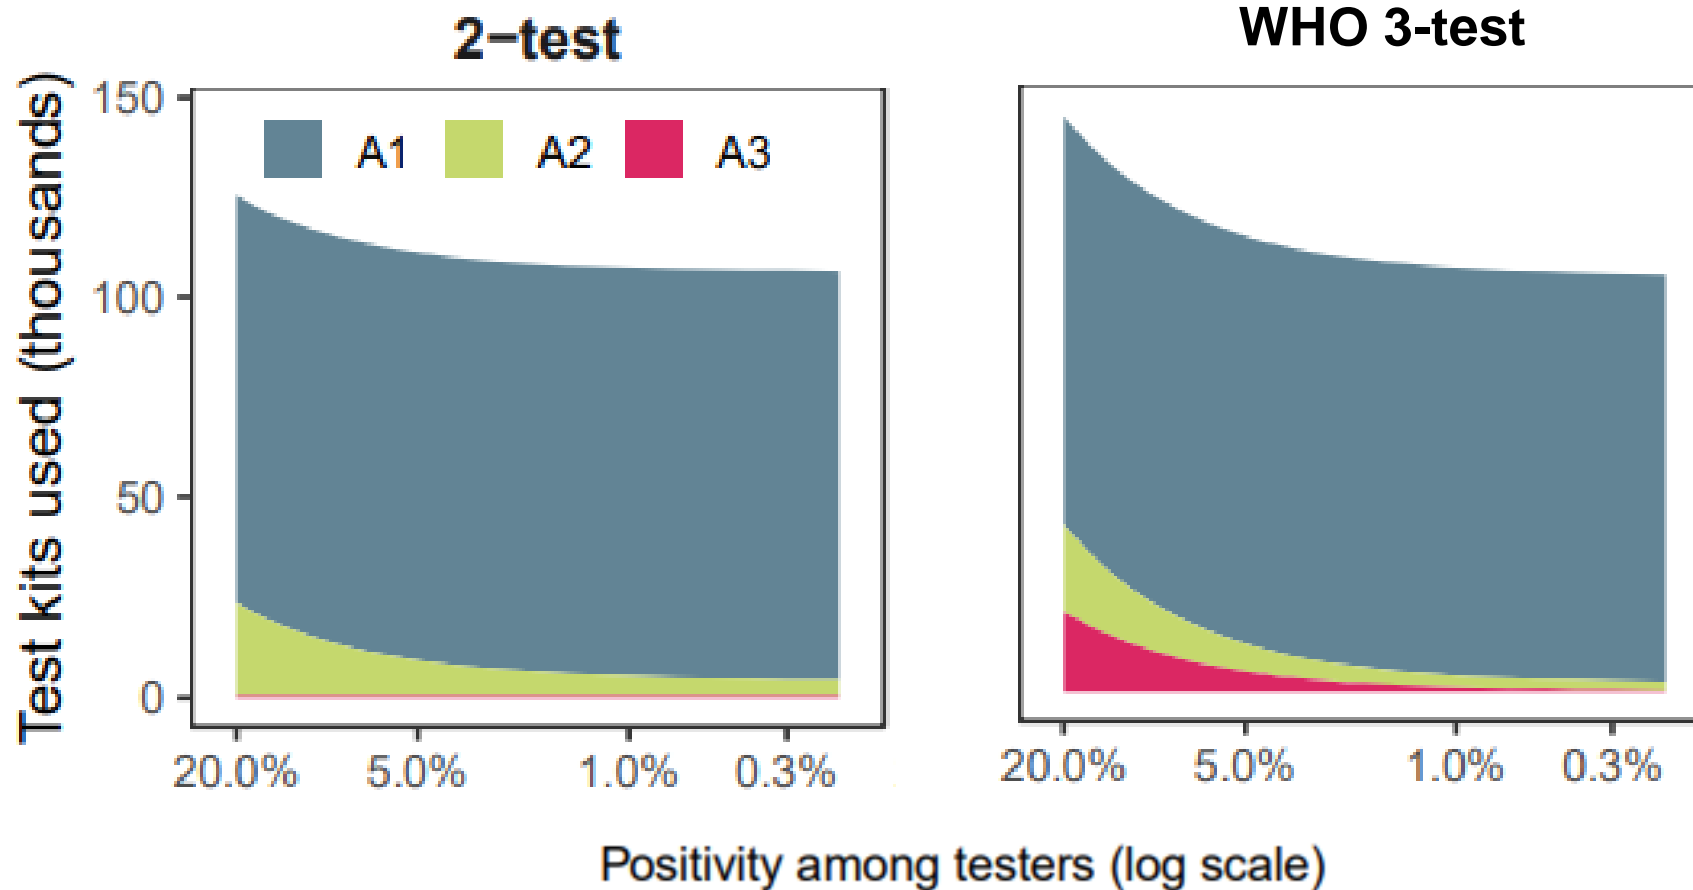 2−test
WHO 3-test
Test kits used (thousands)
150
100
50
0
A1 A2 A3
20.0% 5.0% 1.0% 0.3%
20.0% 5.0% 1.0% 0.3%
Positivity among testers (log scale)